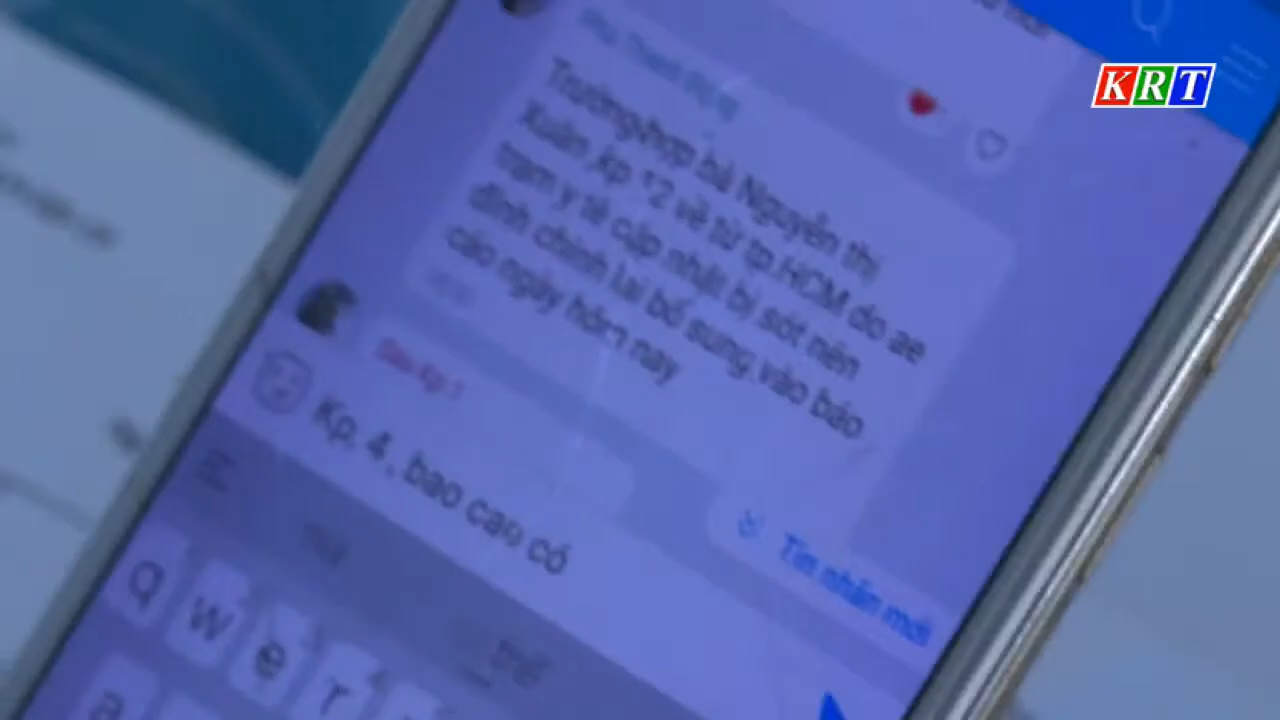 KRT
Trường hợp bà Nguyễn thị
Xuân ,Kp *2 về từ tp.HCM do ae
trạm y tế cập nhật bị sót nên
đính chính lại bổ sung vào báo
cáo ngày hôm nay
Kp. 4 , bao cao có
Tin nhắn mới
q w e r
a